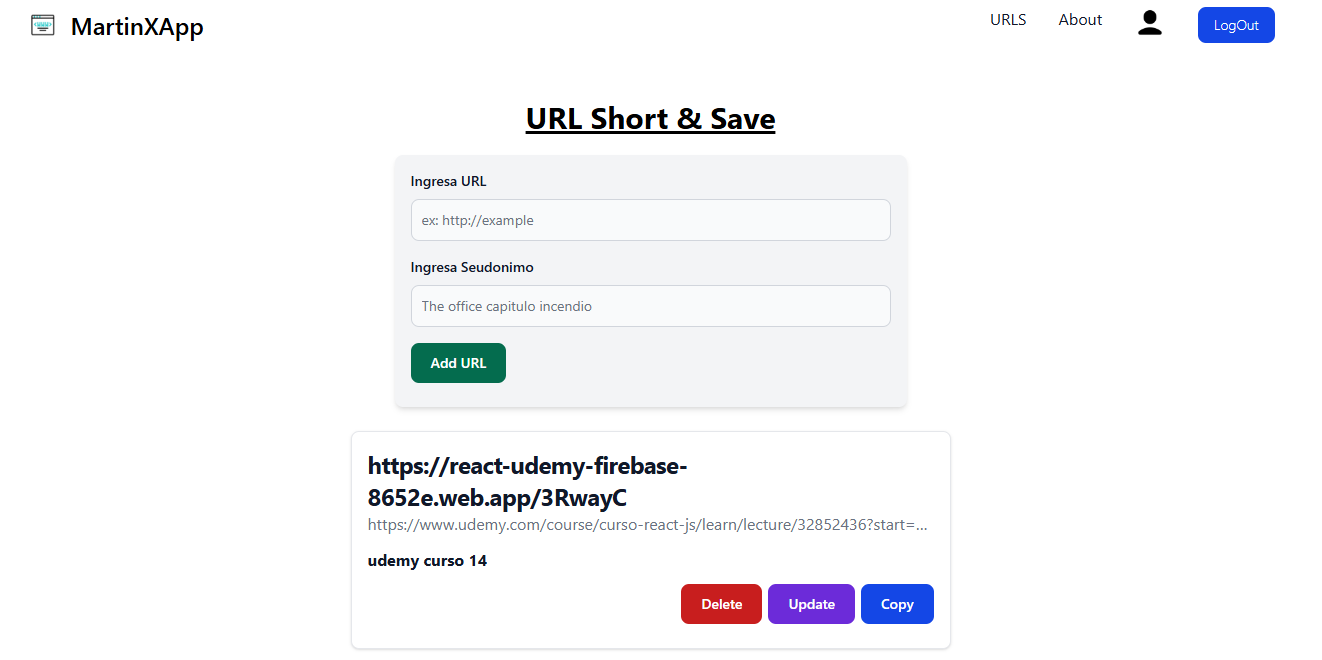 MartinXApp
URLS
About
LogOut
URL Short & Save
Ingresa URL
ex: http://example
Ingresa Seudonimo
The office capitulo incendio
Add URL
https://react-udemy-firebase-
8652e.web.app/3RwayC
https://www.udemy.com/course/curso-react-js/learn/lecture/32852436?start=...
udemy curso 14
Delete
Update
Copy